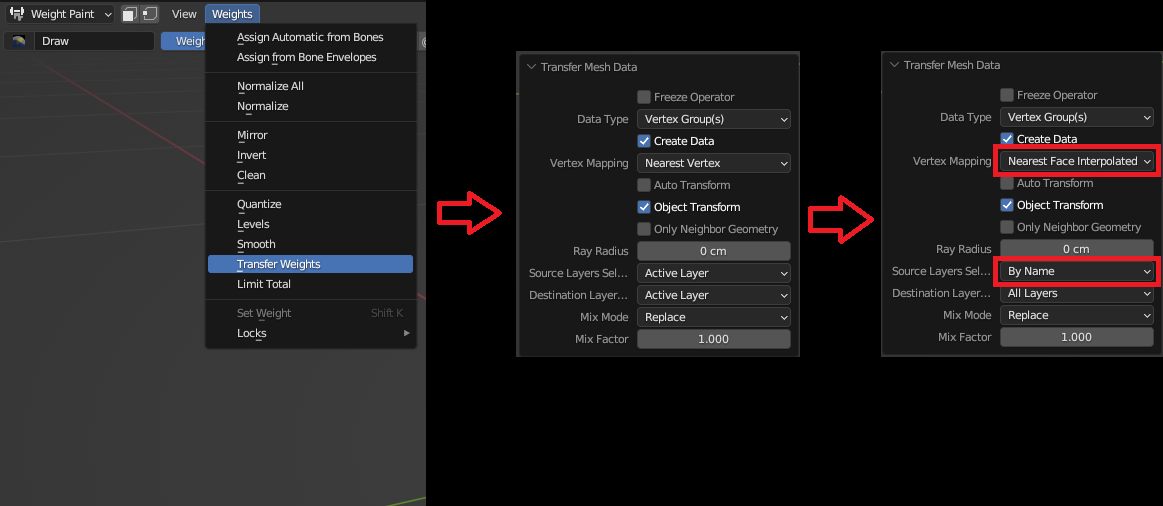 Weight Paint View Weights
Draw Weigh
Assign Automatic from Bones
Assign from Bone Envelopes
Normalize All
Normalize
Mirror
Invert
Clean
Quantize
Levels
Smooth
Transfer Weights
Limit Total
Set Weight Shift K
Locks
Transfer Mesh Data
Freeze Operator
Data Type Vertex Group(s)
Create Data
Vertex Mapping Nearest Vertex
Auto Transform
Object Transform
Only Neighbor Geometry
Ray Radius 0 cm
Source Layers Sel... Active Layer
Destination Layer... Active Layer
Mix Mode Replace
Mix Factor 1.000
Transfer Mesh Data
Freeze Operator
Data Type Vertex Group(s)
Create Data
Vertex Mapping Nearest Face Interpolated
Auto Transform
Object Transform
Only Neighbor Geometry
Ray Radius 0 cm
Source Layers Sel... By Name
Destination Layer... All Layers
Mix Mode Replace
Mix Factor 1.000